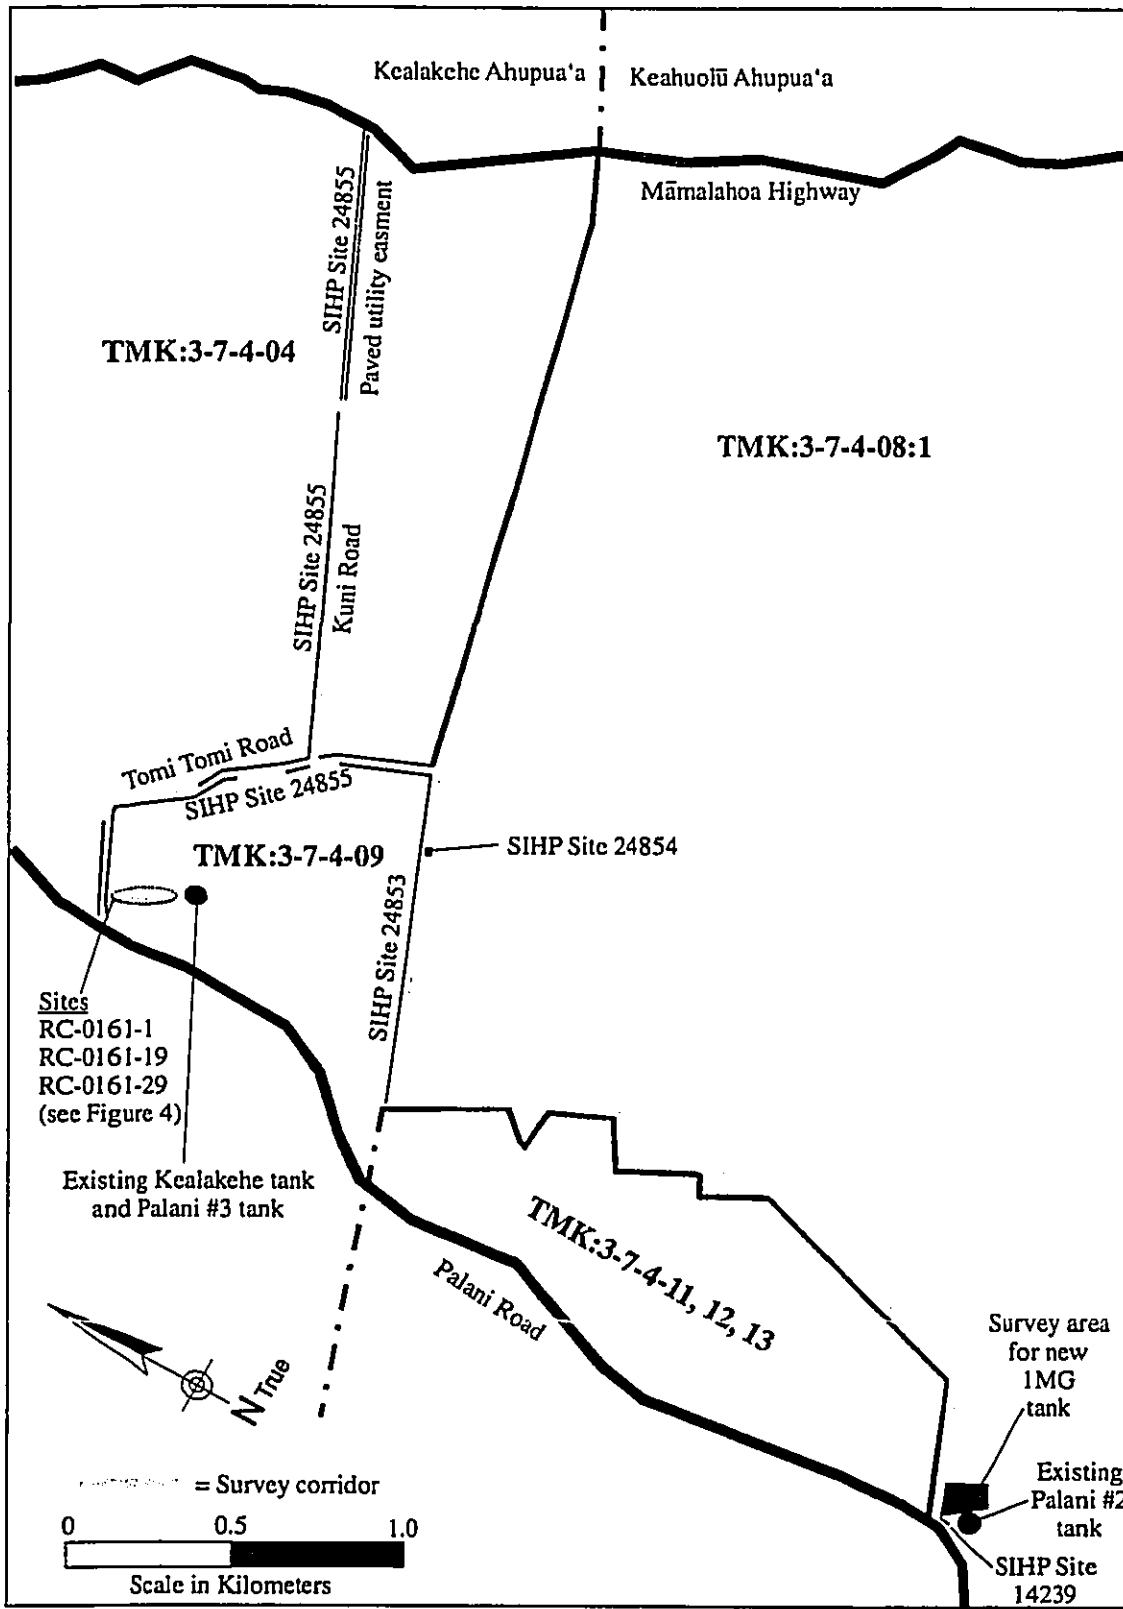 Kealakehe Ahupua'a
Keahuolū Ahupua'a
Māmalahoa Highway
SIHP Site 24855
Paved utility easment
TMK:3-7-4-04
TMK:3-7-4-08:1
SIHP Site 24855
Kuni Road
Tomi Tomi Road
SIHP Site 24855
TMK:3-7-4-09
SIHP Site 24854
SIHP Site 24853
Sites
RC-0161-1
RC-0161-19
RC-0161-29
(see Figure 4)
Existing Kealakehe tank
and Palani #3 tank
TMK:3-7-4-11, 12, 13
Palani Road
N True
Survey area
for new
1MG
tank
Existing
Palani #2
tank
SIHP Site
14239
= Survey corridor
0 0.5 1.0
Scale in Kilometers